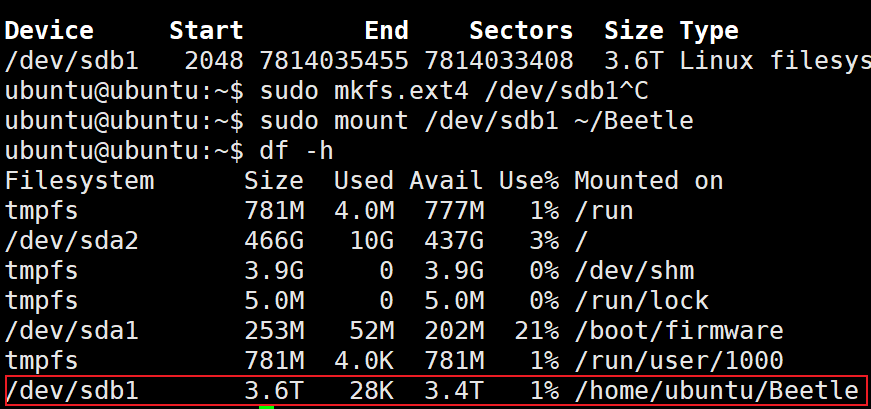 Device     Start        End    Sectors  Size Type
/dev/sdb1   2048 7814035455 7814033408  3.6T Linux filesys
ubuntu@ubuntu:~$ sudo mkfs.ext4 /dev/sdb1^C
ubuntu@ubuntu:~$ sudo mount /dev/sdb1 ~/Beetle
ubuntu@ubuntu:~$ df -h
Filesystem      Size  Used Avail Use% Mounted on
tmpfs           781M  4.0M  777M   1% /run
/dev/sda2       466G   10G  437G   3% /
tmpfs           3.9G     0  3.9G   0% /dev/shm
tmpfs           5.0M     0  5.0M   0% /run/lock
/dev/sda1       253M   52M  202M  21% /boot/firmware
tmpfs           781M  4.0K  781M   1% /run/user/1000
/dev/sdb1       3.6T   28K  3.4T   1% /home/ubuntu/Beetle